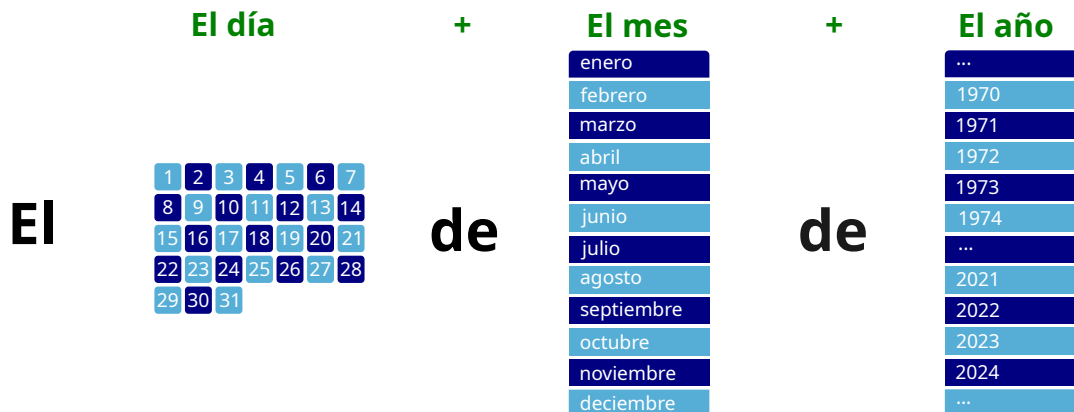 El día + El mes + El año
El
1 2 3 4 5 6 7
8 9 10 11 12 13 14
15 16 17 18 19 20 21
22 23 24 25 26 27 28
29 30 31
de
enero
febrero
marzo
abril
mayo
junio
julio
agosto
septiembre
octubre
noviembre
deciembre
de
...
1970
1971
1972
1973
1974
...
2021
2022
2023
2024
...